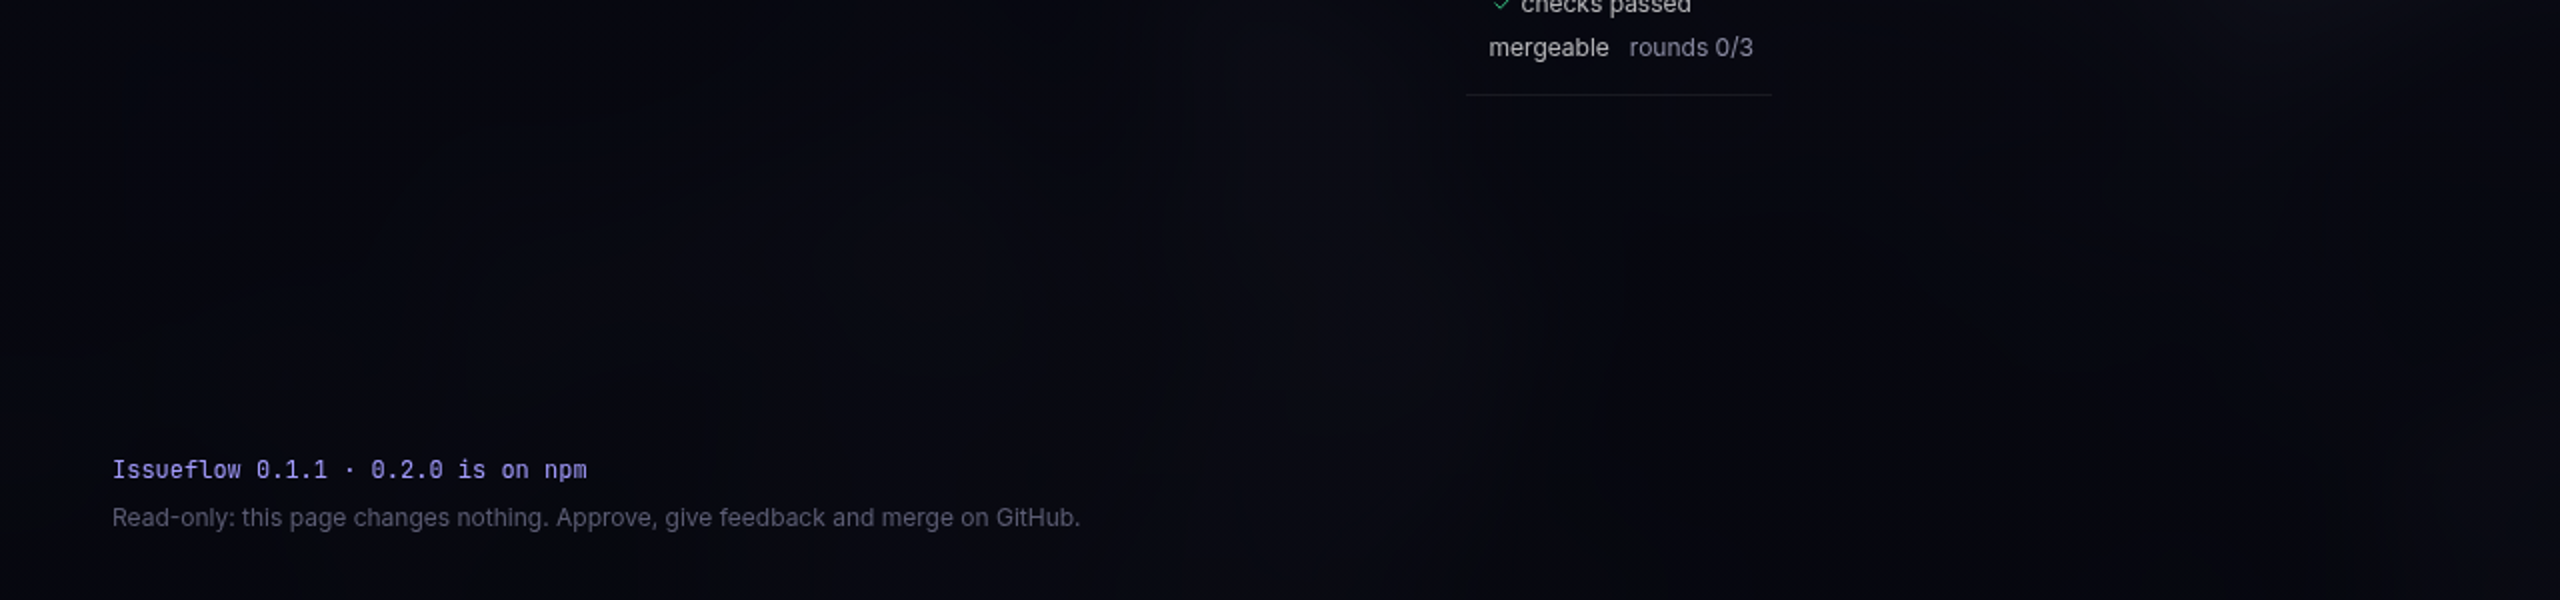 ✓ checks passed
mergeable rounds 0/3
Issueflow 0.1.1 · 0.2.0 is on npm
Read-only: this page changes nothing. Approve, give feedback and merge on GitHub.